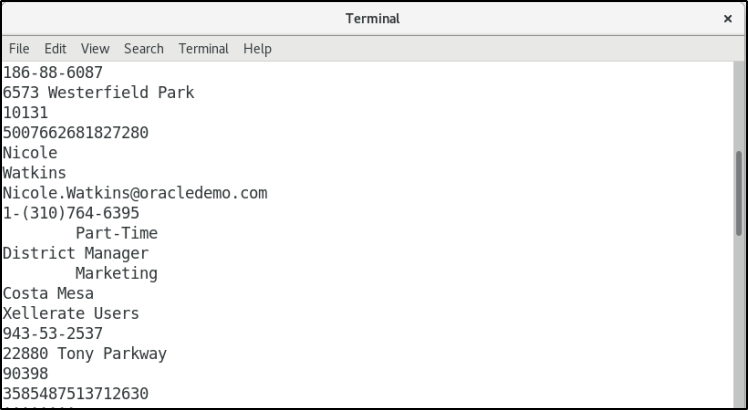 Terminal
×
File Edit View Search Terminal Help
186-88-6087
6573 Westerfield Park
10131
5007662681827280
Nicole
Watkins
Nicole.Watkins@oracledemo.com
1-(310)764-6395
Part-Time
District Manager
Marketing
Costa Mesa
Xellerate Users
943-53-2537
22880 Tony Parkway
90398
3585487513712630